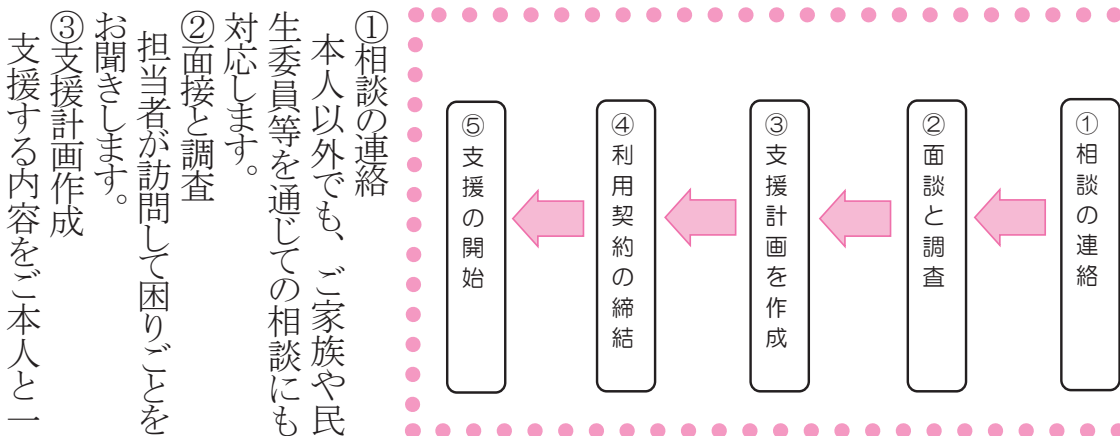 ①相談の連絡
②面談と調査
③支援計画を作成
④利用契約の締結
⑤支援の開始
①相談の連絡
本人以外でも、ご家族や民
生委員等を通じての相談にも
対応します。
②面接と調査
担当者が訪問して困りごとを
お聞きします。
③支援計画作成
支援する内容をご本人と一